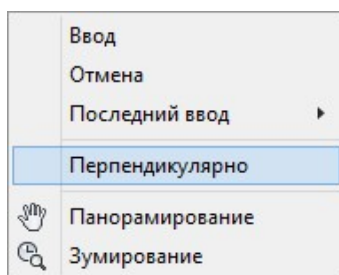 Ввод
Отмена
Последний ввод
Перпендикулярно
Панорамирование
Зумирование